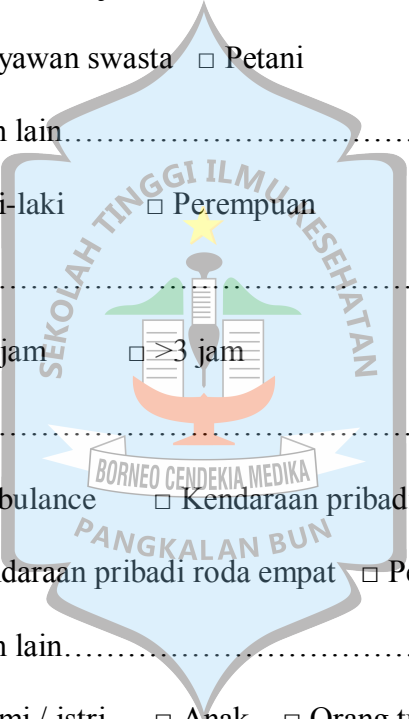 yawan swasta □ Petani
n lain……………………………
i-laki □ Perempuan
……………………………
jam □ >3 jam
……………………………
bulance □ Kendaraan pribad
daraan pribadi roda empat □ P
n lain……………………………
mi / istri □ Anak □ Orang t
SEKOLAH TINGGI ILMU KESEHATAN
BORNEO CENDEKIA MEDIKA
PANGKALAN BUN